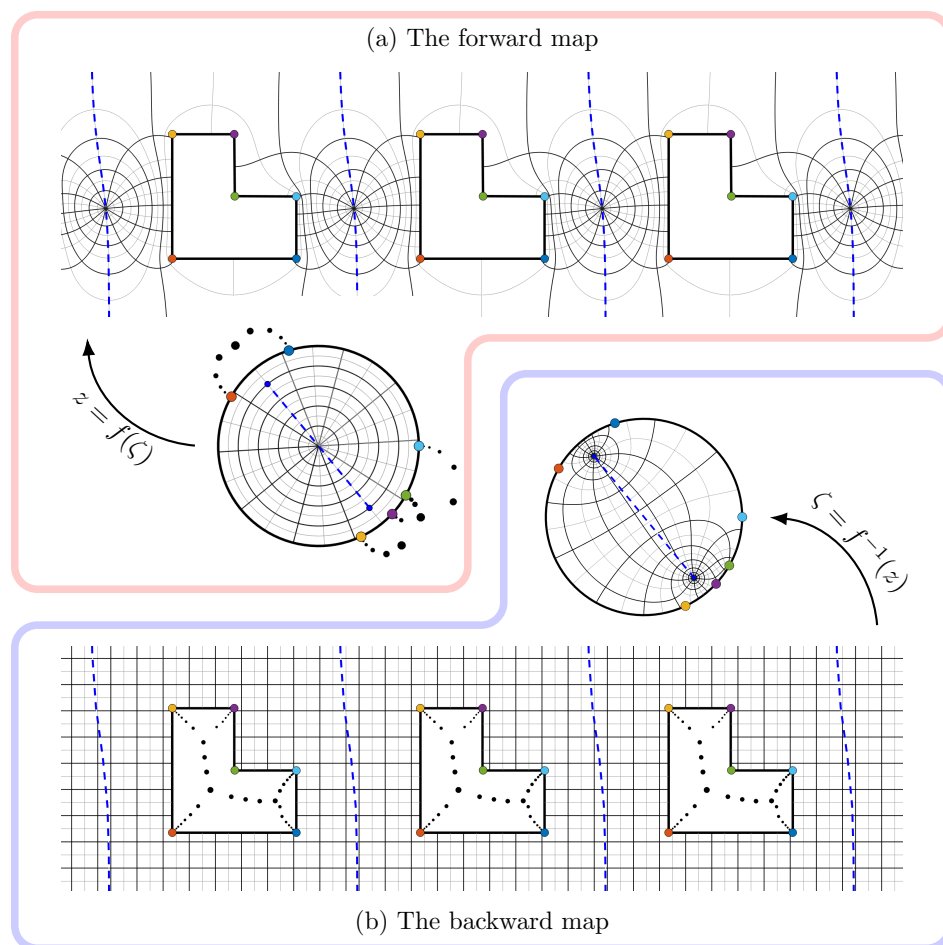 (a) The forward map
z = f(ζ)
ζ = f⁻¹(z)
(b) The backward map